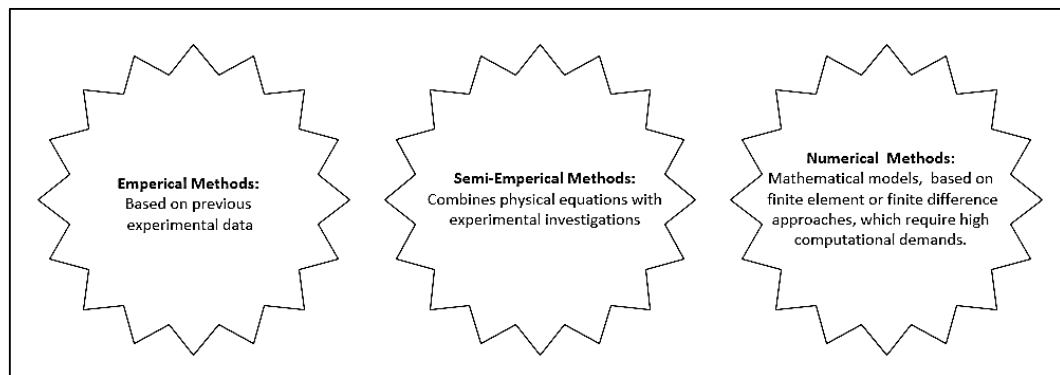 Emperical Methods:
Based on previous
experimental data
Semi-Emperical Methods:
Combines physical equations with
experimental investigations
Numerical Methods:
Mathematical models, based on
finite element or finite difference
approaches, which require high
computational demands.